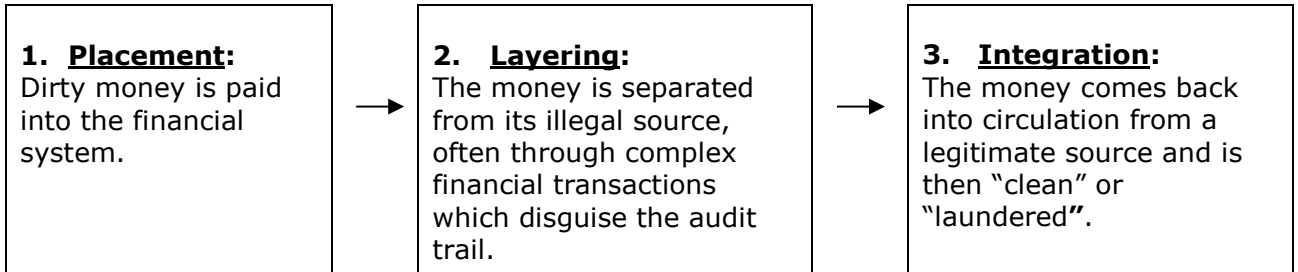 1. Placement:
Dirty money is paid
into the financial
system.
2. Layering:
The money is separated
from its illegal source,
often through complex
financial transactions
which disguise the audit
trail.
3. Integration:
The money comes back
into circulation from a
legitimate source and is
then “clean” or
“laundered”.